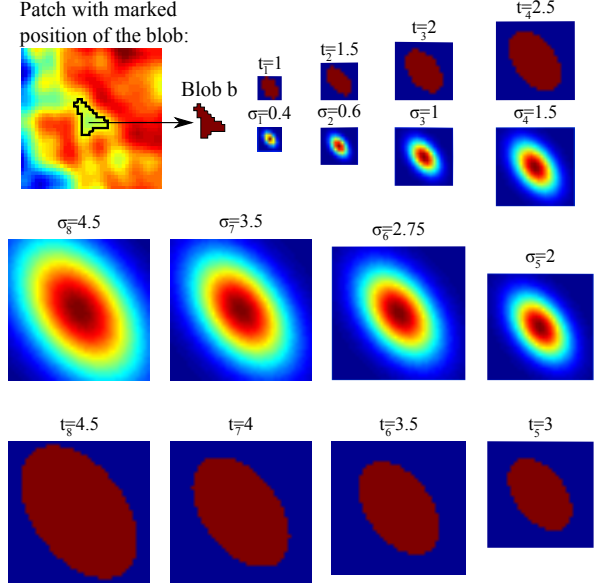 Patch with marked
position of the blob:
Blob b
t₁=1
t₂=1.5
t₃=2
t₄=2.5
σ₁=0.4
σ₂=0.6
σ₃=1
σ₄=1.5
σ₈=4.5
σ₇=3.5
σ₆=2.75
σ₅=2
t₈=4.5
t₇=4
t₆=3.5
t₅=3